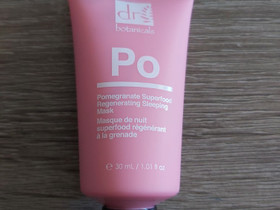 dr.
botanicals
Po
Pomegranate Superfood
Regenerating Sleeping
Mask
Masque de nuit
superfood régénérant
à la grenade
℮ 30 mL / 1.01 fl oz